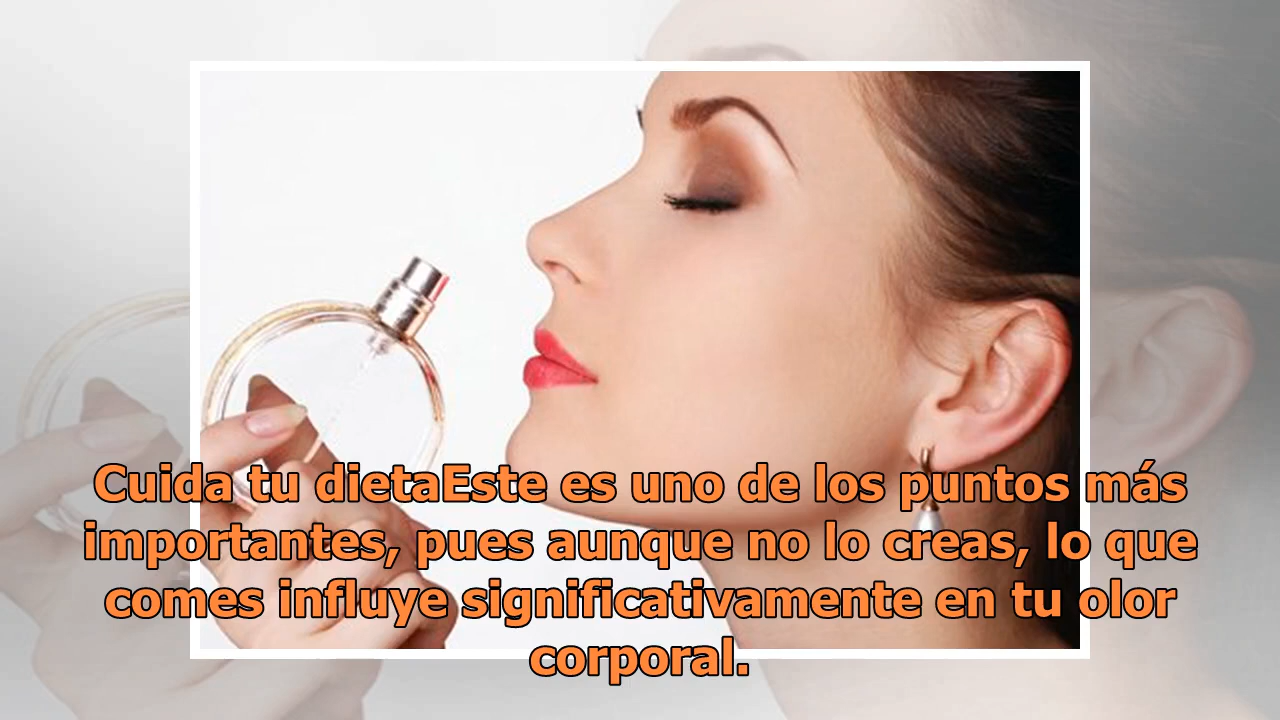 Cuida tu dietaEste es uno de los puntos más
importantes, pues aunque no lo creas, lo que
comes influye significativamente en tu olor
corporal.